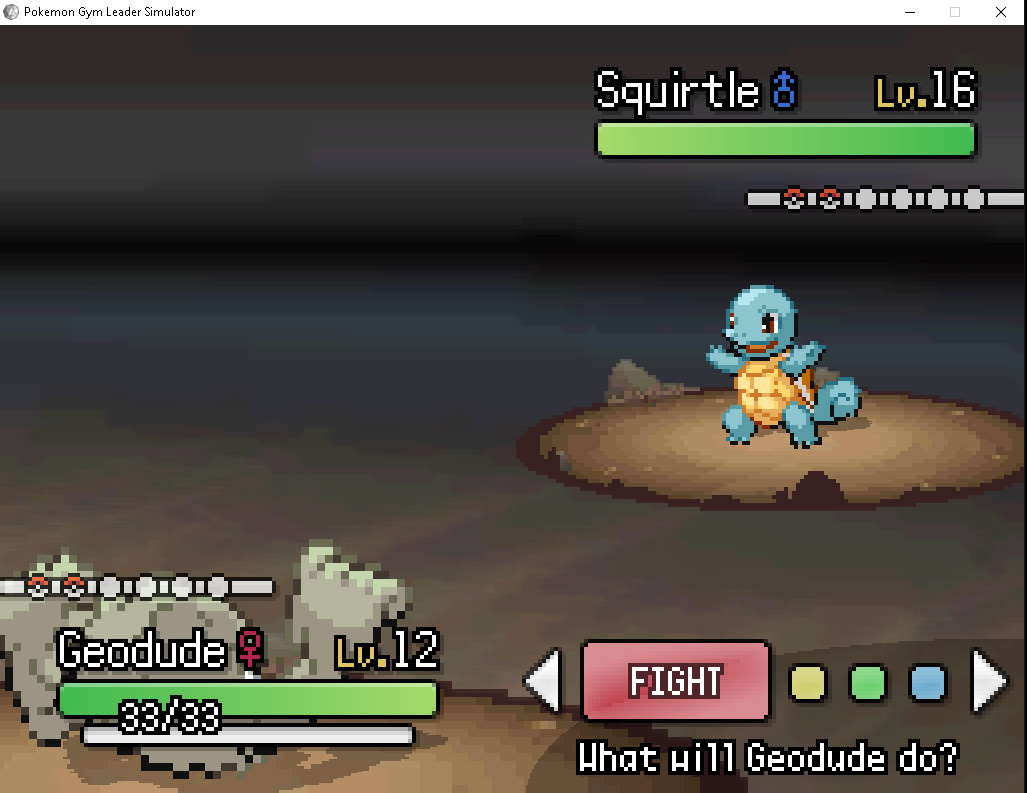 Pokemon Gym Leader Simulator
Squirtle♂ Lv.16
Geodude♀ Lv.12
33/33
FIGHT
What will Geodude do?